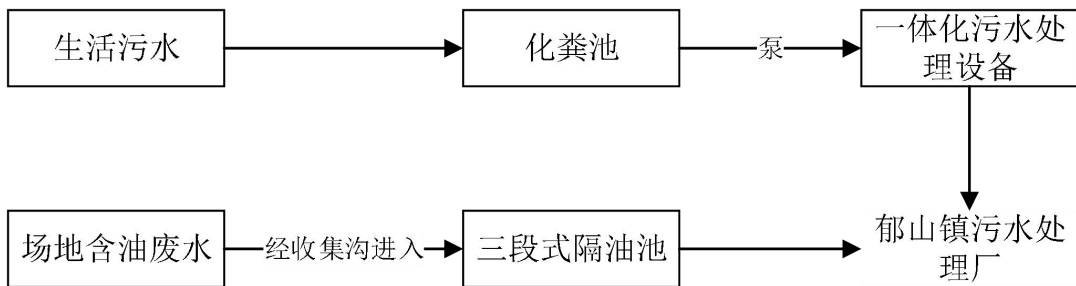 生活污水
化粪池
泵
一体化污水处
理设备
场地含油废水
经收集沟进入
三段式隔油池
郁山镇污水处
理厂